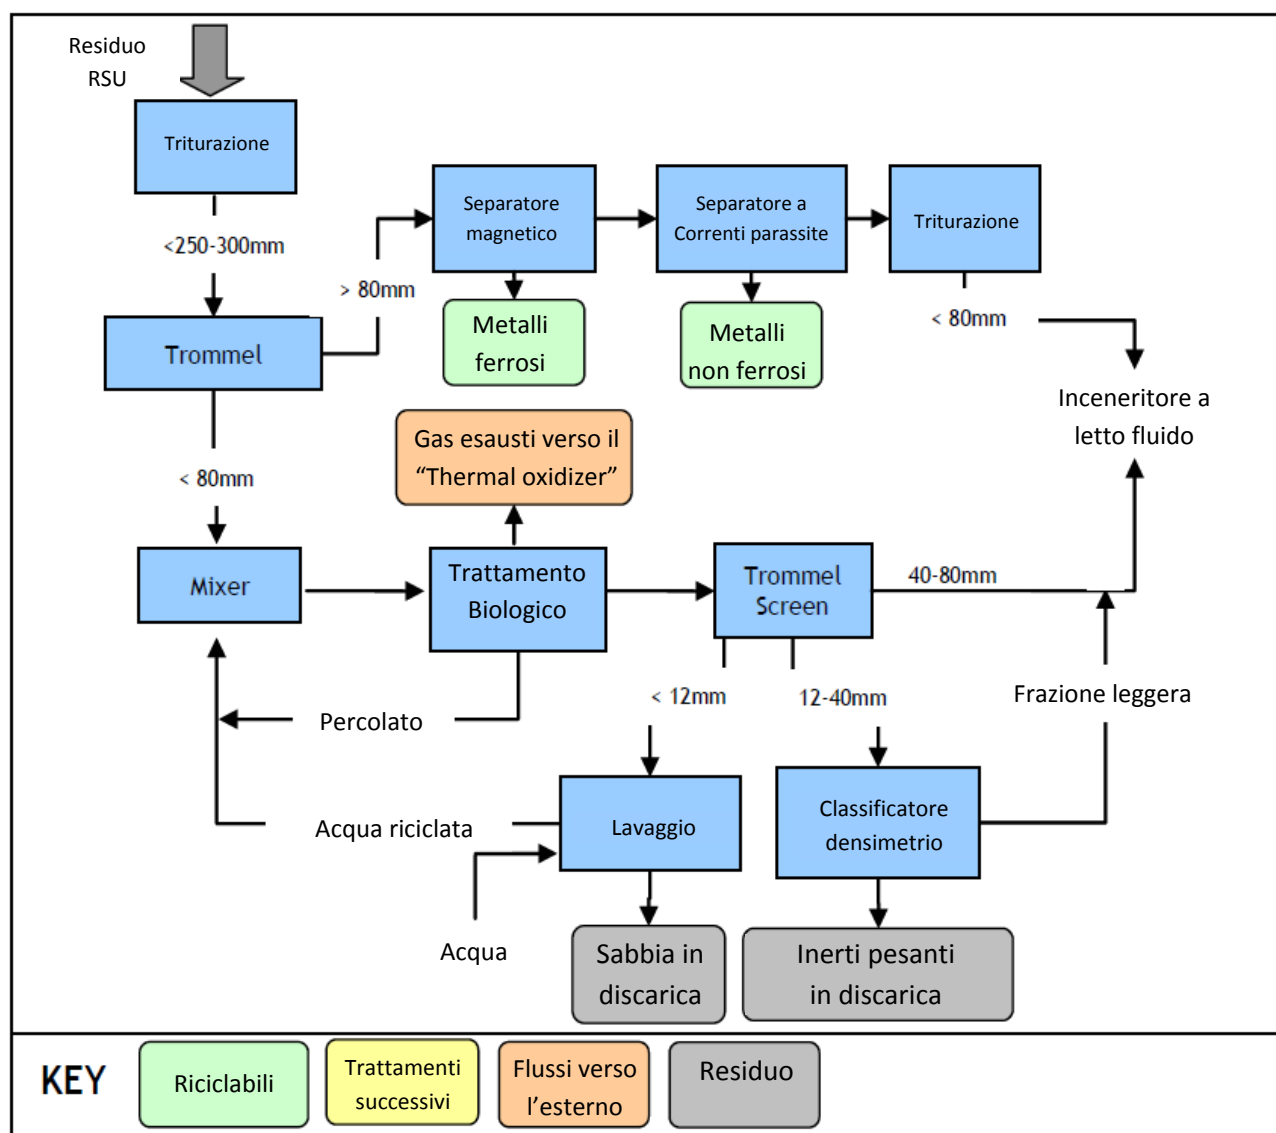 Residuo
RSU
Triturazione
<250-300mm
Separatore
magnetico
Separatore a
Correnti parassite
Triturazione
> 80mm
Metalli
ferrosi
Metalli
non ferrosi
< 80mm
Trommel
Inceneritore a
letto fluido
Gas esausti verso il
“Thermal oxidizer”
< 80mm
Mixer
Trattamento
Biologico
Trommel
Screen
40-80mm
Percolato
< 12mm
12-40mm
Frazione leggera
Acqua riciclata
Lavaggio
Classificatore
densimetrio
Acqua
Sabbia in
discarica
Inerti pesanti
in discarica
KEY
Riciclabili
Trattamenti
successivi
Flussi verso
l’esterno
Residuo